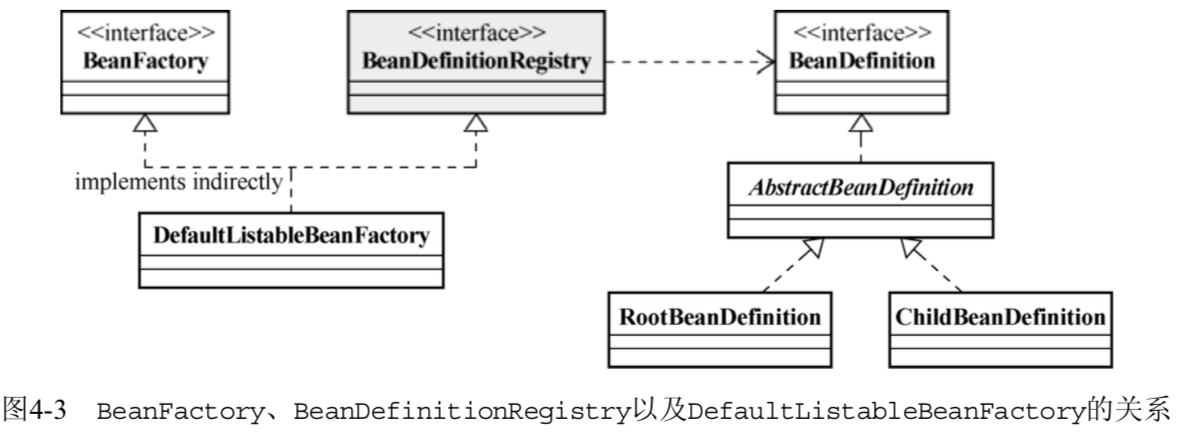 <<interface>>
BeanFactory
<<interface>>
BeanDefinitionRegistry
<<interface>>
BeanDefinition
implements indirectly
AbstractBeanDefinition
DefaultListableBeanFactory
RootBeanDefinition
ChildBeanDefinition
图4-3 BeanFactory、BeanDefinitionRegistry以及DefaultListableBeanFactory的关系